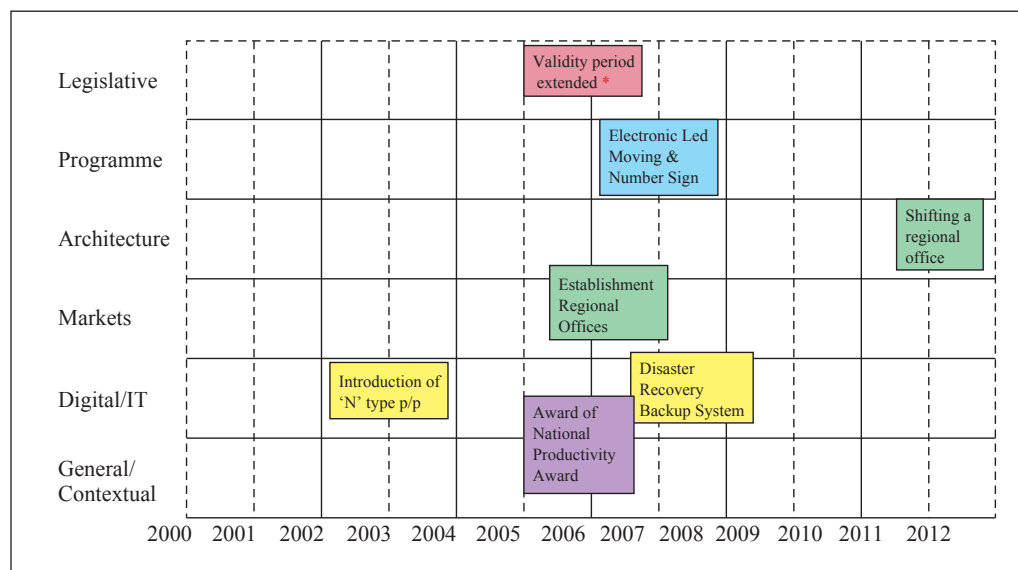 Legislative
Validity period
extended *
Programme
Electronic Led
Moving &
Number Sign
Architecture
Shifting a
regional
office
Markets
Establishment
Regional
Offices
Digital/IT
Introduction of
‘N’ type p/p
Disaster
Recovery
Backup System
Award of
National
Productivity
Award
General/
Contextual
2000 2001 2002 2003 2004 2005 2006 2007 2008 2009 2010 2011 2012